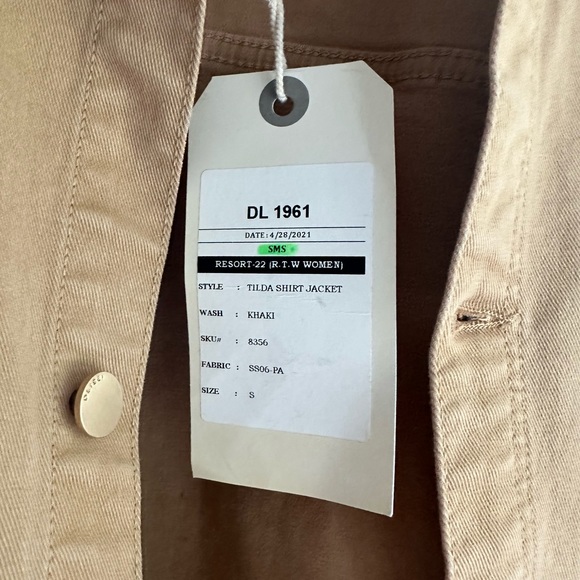 DL 1961
DATE: 4/28/2021
SMS
RESORT-22 (R.T.W WOMEN)
STYLE : TILDA SHIRT JACKET
WASH : KHAKI
SKU# : 8356
FABRIC : SS06-PA
SIZE : S